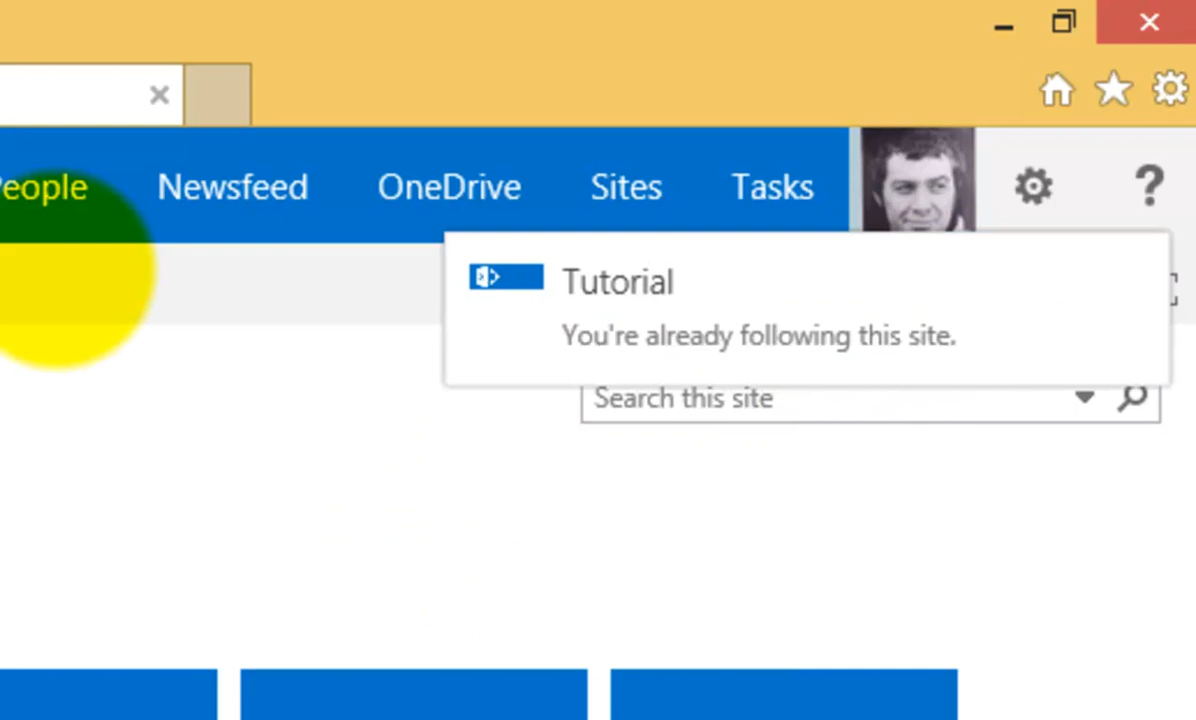 eople Newsfeed OneDrive Sites Tasks ?
Tutorial
You're already following this site.
Search this site